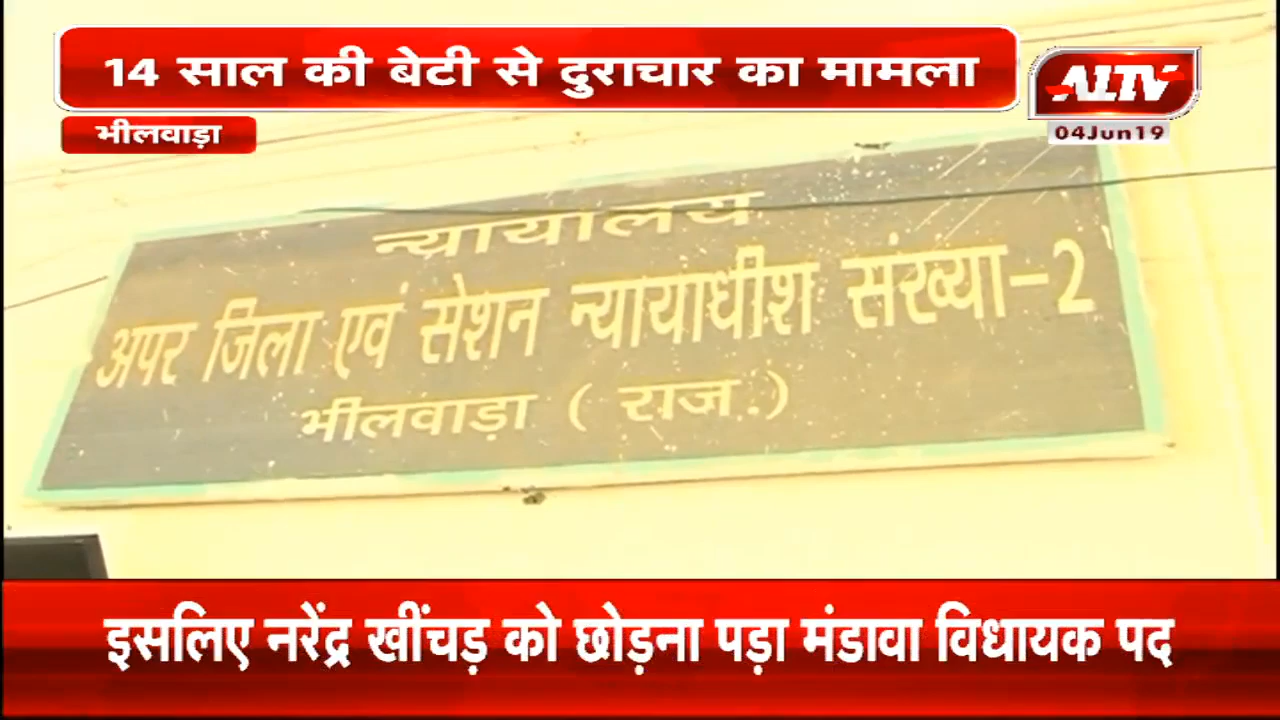 14 साल की बेटी से दुराचार का मामला
ALTV
भीलवाड़ा
04Jun19
न्यायालय
अपर जिला एवं सेशन न्यायाधीश संख्या-2
भीलवाड़ा ( राज.)
इसलिए नरेंद्र खींचड़ को छोड़ना पड़ा मंडावा विधायक पद